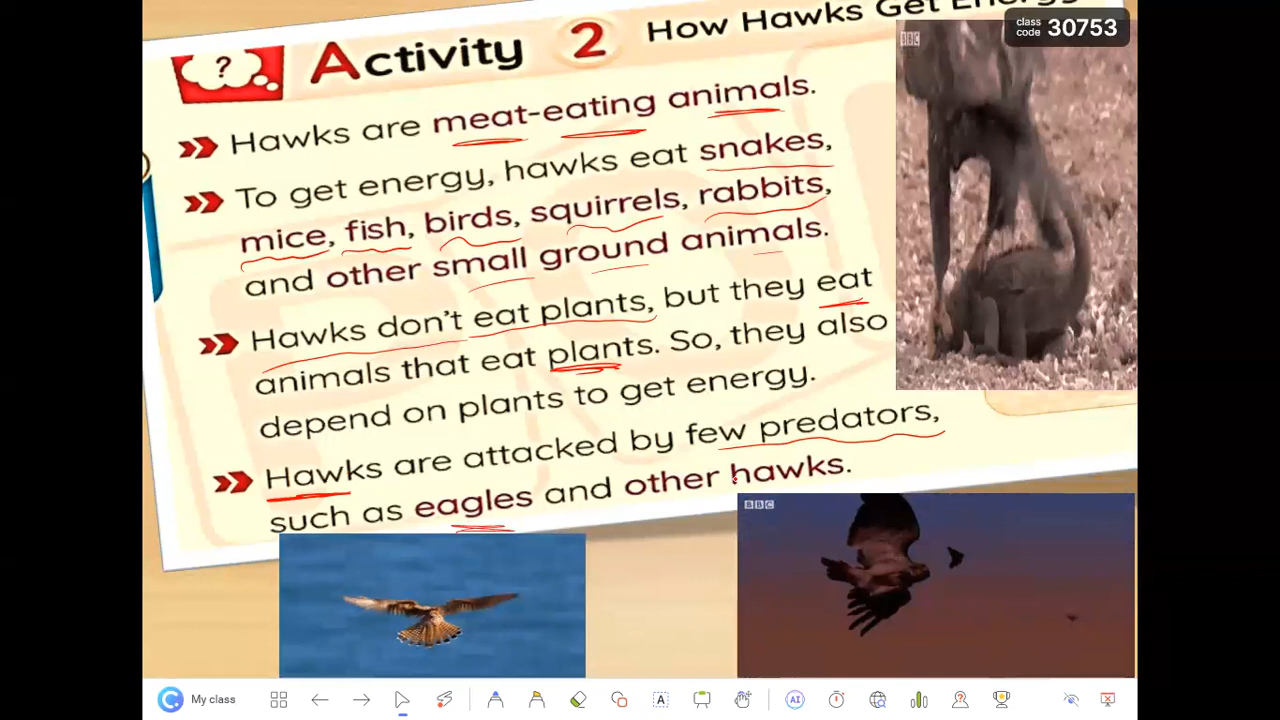 Activity 2 How Hawks Get Energy
class code 30753
BBC
Hawks are meat-eating animals.
To get energy, hawks eat snakes,
mice, fish, birds, squirrels, rabbits,
and other small ground animals.
Hawks don't eat plants, but they eat
animals that eat plants. So, they also
depend on plants to get energy.
Hawks are attacked by few predators,
such as eagles and other hawks.
BBC
My class
A
AI